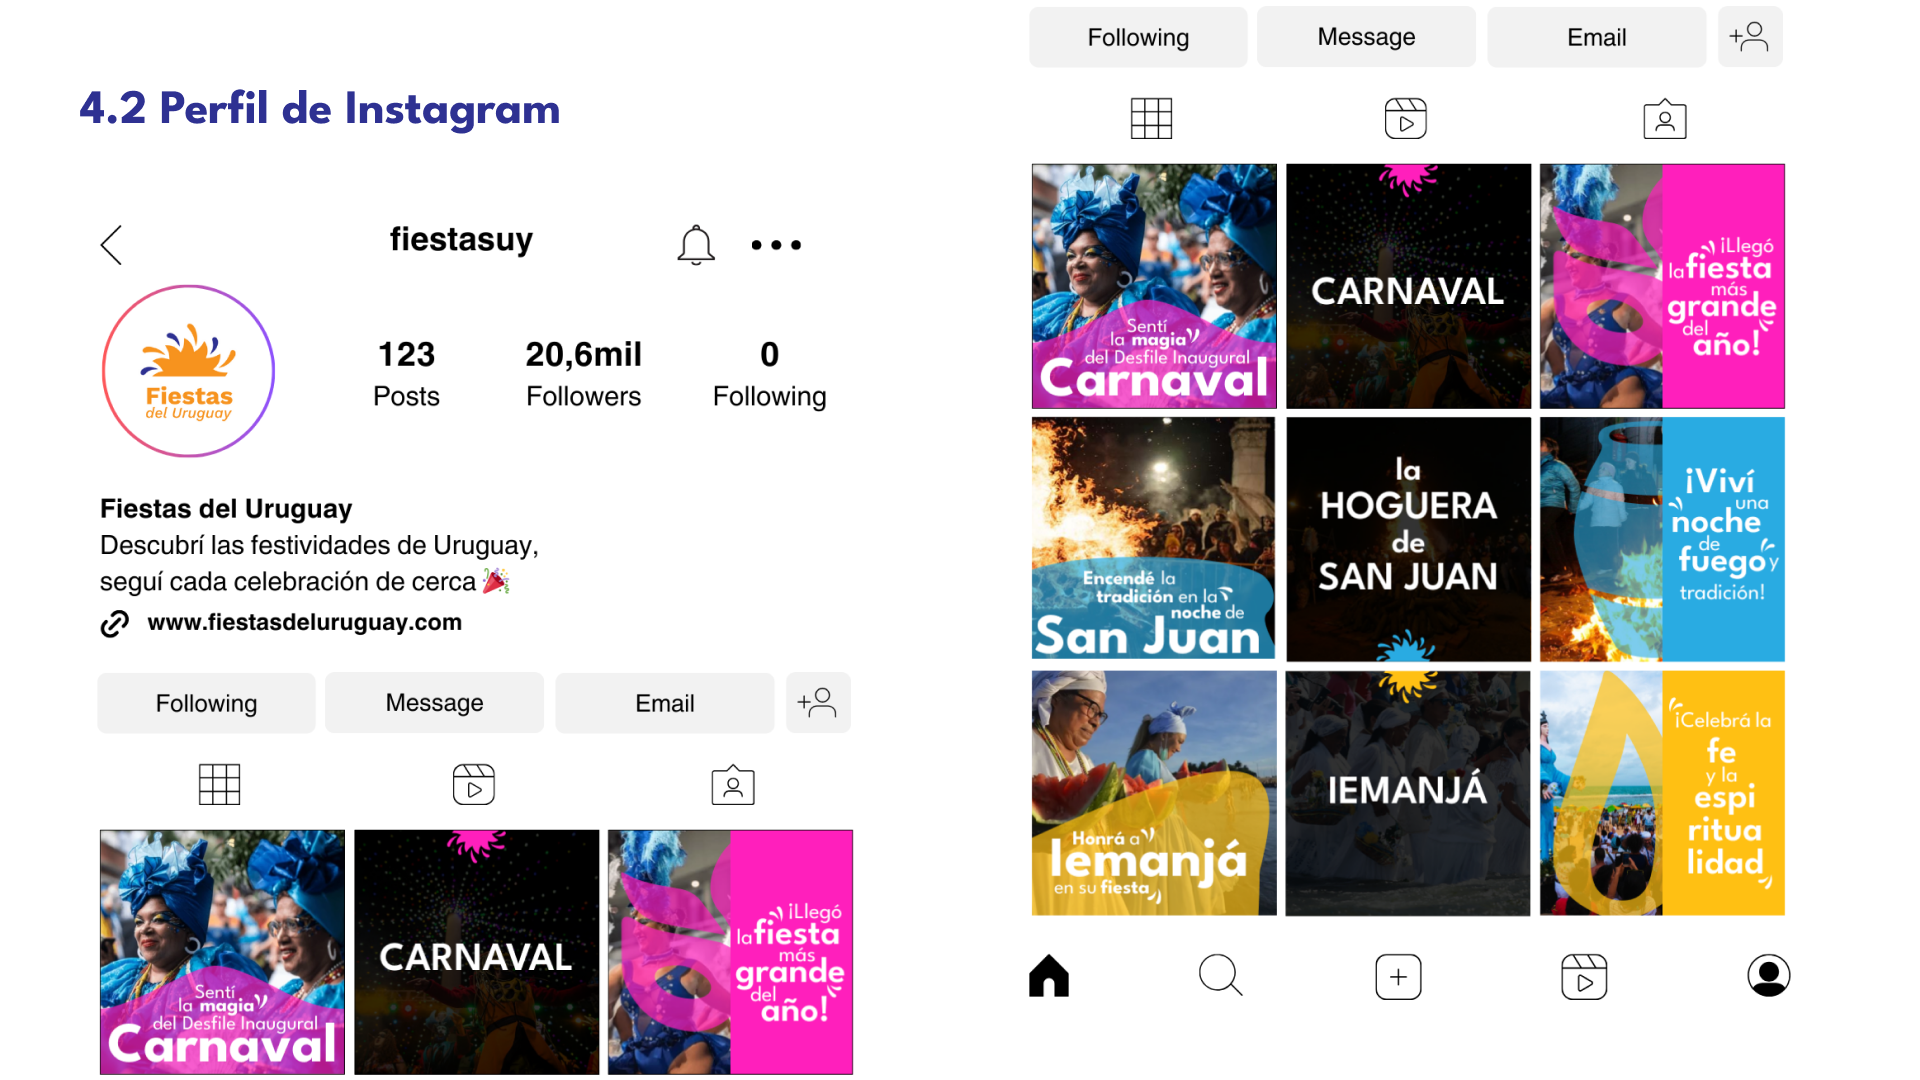 4.2 Perfil de Instagram
fiestasuy
Fiestas
del Uruguay
123
Posts
20,6mil
Followers
0
Following
Fiestas del Uruguay
Descubrí las festividades de Uruguay,
seguí cada celebración de cerca
www.fiestasdeluruguay.com
Following
Message
Email
Sentí
la magia
del Desfile Inaugural
Carnaval
CARNAVAL
¡Llegó
la fiesta
más
grande
del
año!
Following
Message
Email
Sentí
la magia
del Desfile Inaugural
Carnaval
CARNAVAL
¡Llegó
la fiesta
más
grande
del
año!
Encendé la
tradición en la
noche de
San Juan
la
HOGUERA
de
SAN JUAN
¡Viví
una
noche
de
fuego y
tradición!
Honrá a
Iemanjá
en su fiesta
IEMANJÁ
¡Celebrá la
fe
y la
espi
ritua
lidad